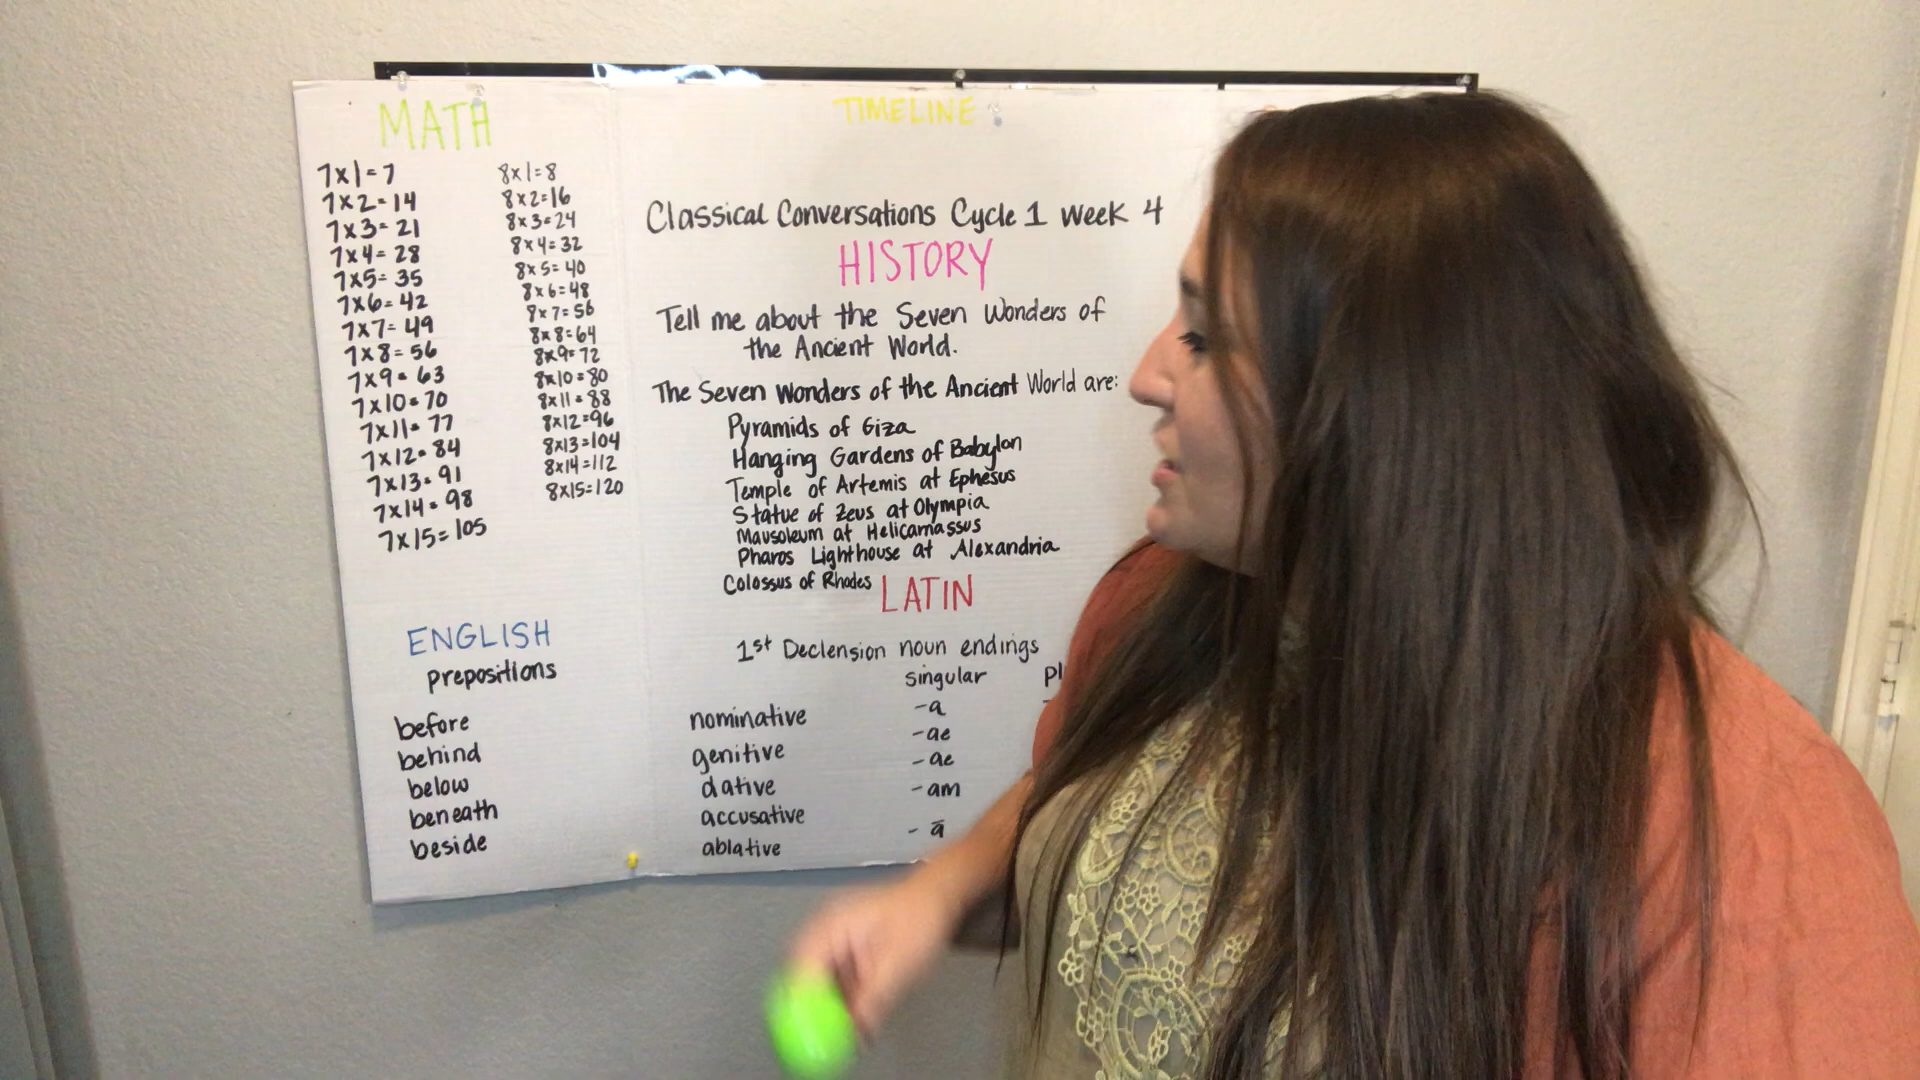 MATH
7x1=7
7x2=14
7x3=21
7x4=28
7x5=35
7x6=42
7x7=49
7x8=56
7x9=63
7x10=70
7x11=77
7x12=84
7x13=91
7x14=98
7x15=105
8x1=8
8x2=16
8x3=24
8x4=32
8x5=40
8x6=48
8x7=56
8x8=64
8x9=72
8x10=80
8x11=88
8x12=96
8x13=104
8x14=112
8x15=120
ENGLISH
prepositions
before
behind
below
beneath
beside
TIMELINE
Classical Conversations Cycle 1 Week 4
HISTORY
Tell me about the Seven Wonders of
the Ancient World.
The Seven Wonders of the Ancient World are:
Pyramids of Giza
Hanging Gardens of Babylon
Temple of Artemis at Ephesus
Statue of Zeus at Olympia
Mausoleum at Helicarnassus
Pharos Lighthouse at Alexandria
Colossus of Rhodes
LATIN
1st Declension noun endings
singular pl
nominative -a
genitive -ae
dative -ae
accusative -am
ablative -ā